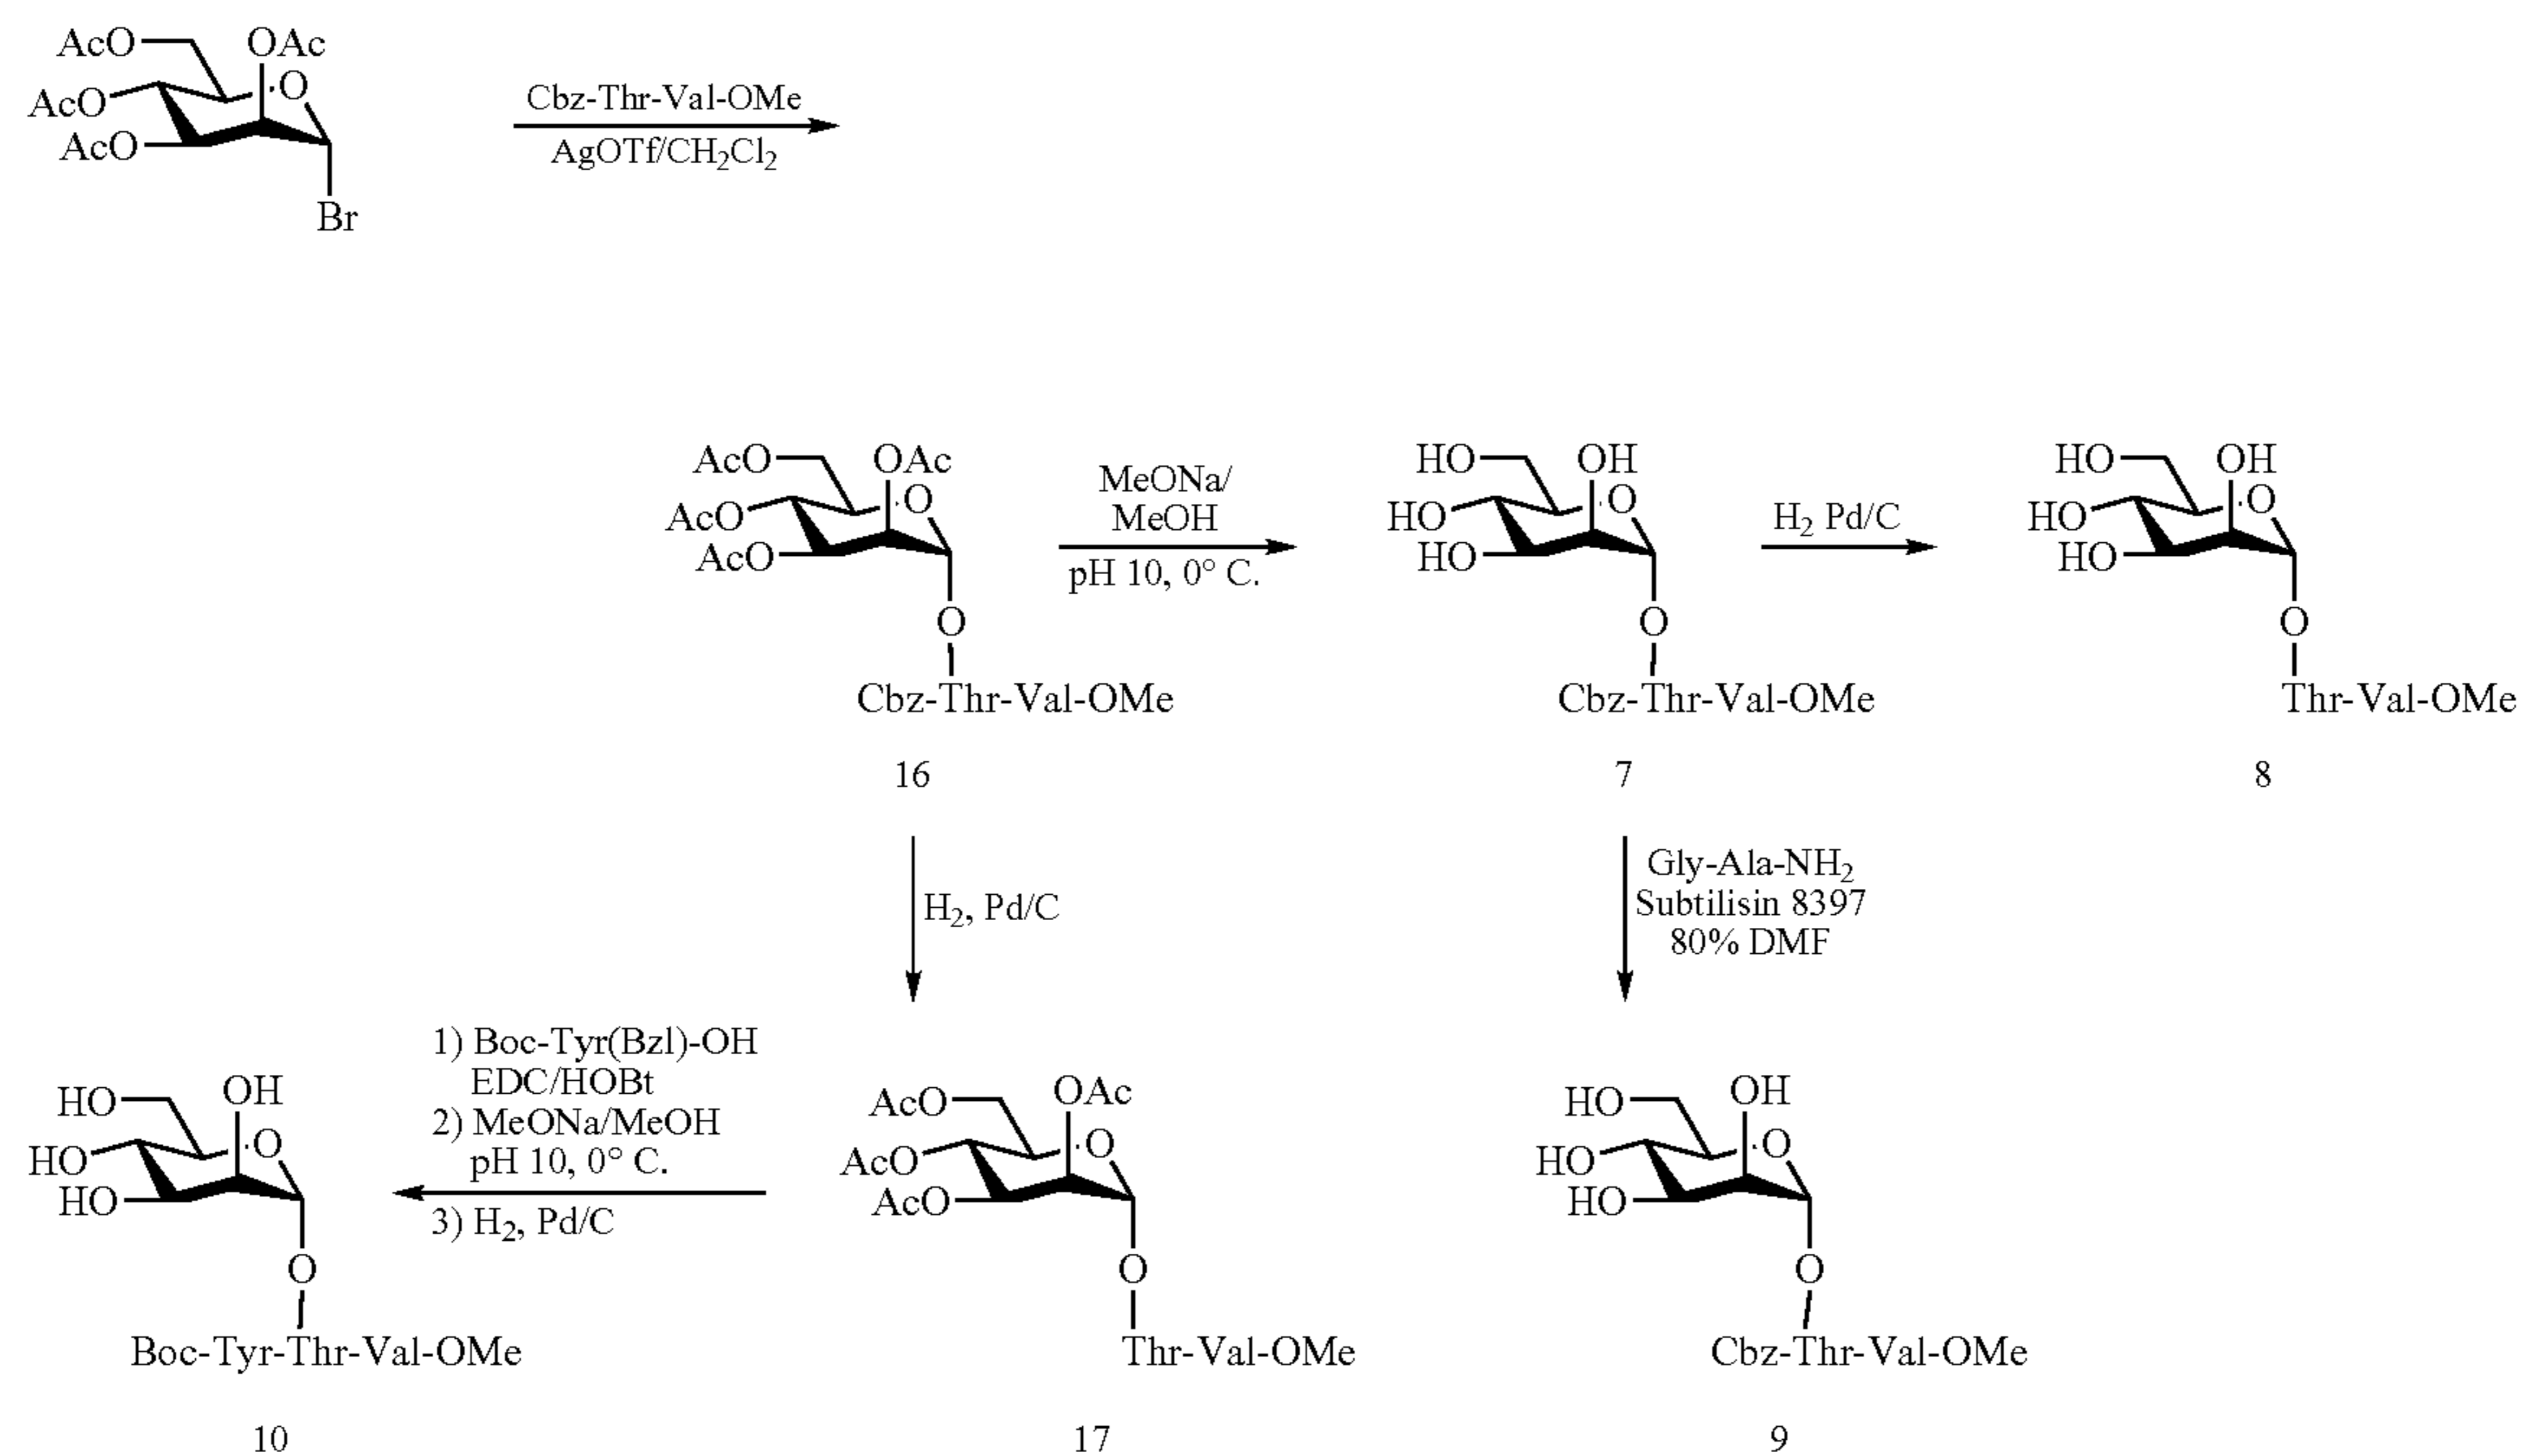 AcO
OAc
O
AcO
AcO
Br
Cbz-Thr-Val-OMe
AgOTf/CH₂Cl₂
AcO
OAc
O
AcO
AcO
O
Cbz-Thr-Val-OMe
16
MeONa/
MeOH
pH 10, 0° C.
HO
OH
O
HO
HO
O
Cbz-Thr-Val-OMe
7
H₂ Pd/C
HO
OH
O
HO
HO
O
Thr-Val-OMe
8
H₂, Pd/C
Gly-Ala-NH₂
Subtilisin 8397
80% DMF
HO
OH
O
HO
HO
O
Boc-Tyr-Thr-Val-OMe
10
1) Boc-Tyr(Bzl)-OH
EDC/HOBt
2) MeONa/MeOH
pH 10, 0° C.
3) H₂, Pd/C
AcO
OAc
O
AcO
AcO
O
Thr-Val-OMe
17
HO
OH
O
HO
HO
O
Cbz-Thr-Val-OMe
9